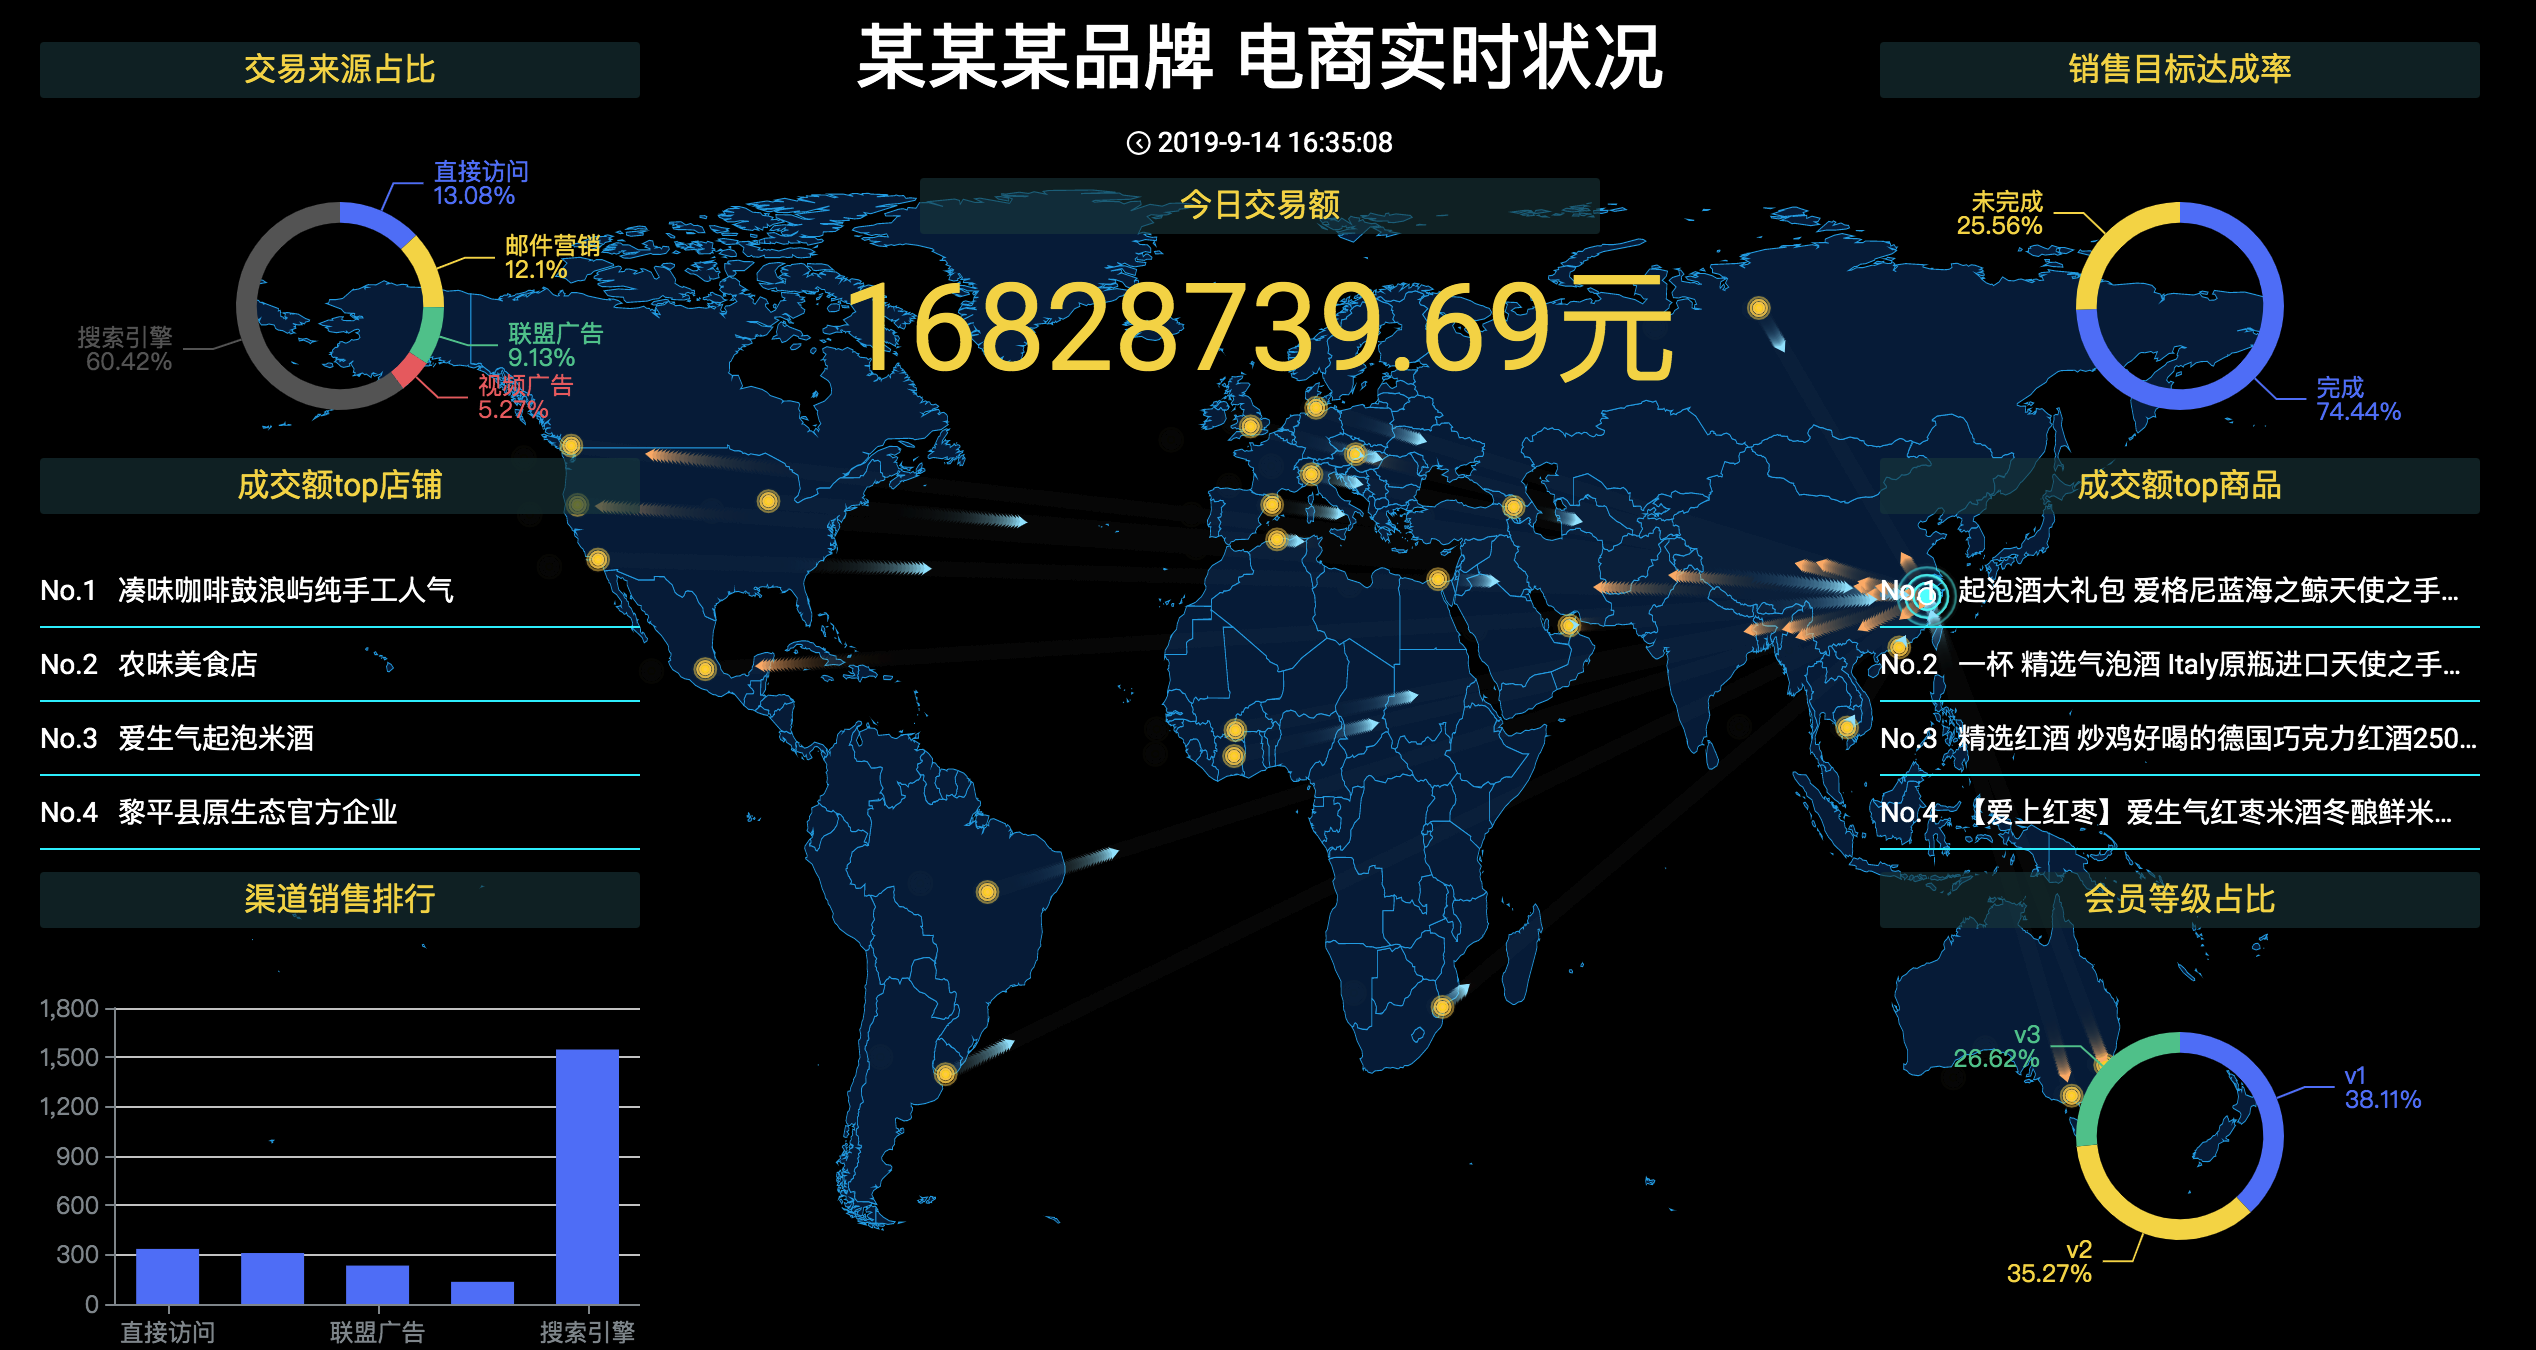 某某某品牌 电商实时状况
2019-9-14 16:35:08
今日交易额
16828739.69元
交易来源占比
直接访问
13.08%
邮件营销
12.1%
联盟广告
9.13%
视频广告
5.27%
搜索引擎
60.42%
成交额top店铺
No.1 凑味咖啡鼓浪屿纯手工人气
No.2 农味美食店
No.3 爱生气起泡米酒
No.4 黎平县原生态官方企业
渠道销售排行
1,800
1,500
1,200
900
600
300
0
直接访问 联盟广告 搜索引擎
销售目标达成率
未完成
25.56%
完成
74.44%
成交额top商品
No.1 起泡酒大礼包 爱格尼蓝海之鲸天使之手...
No.2 一杯 精选气泡酒 Italy原瓶进口天使之手...
No.3 精选红酒 炒鸡好喝的德国巧克力红酒250...
No.4 【爱上红枣】爱生气红枣米酒冬酿鲜米...
会员等级占比
v3
26.62%
v1
38.11%
v2
35.27%